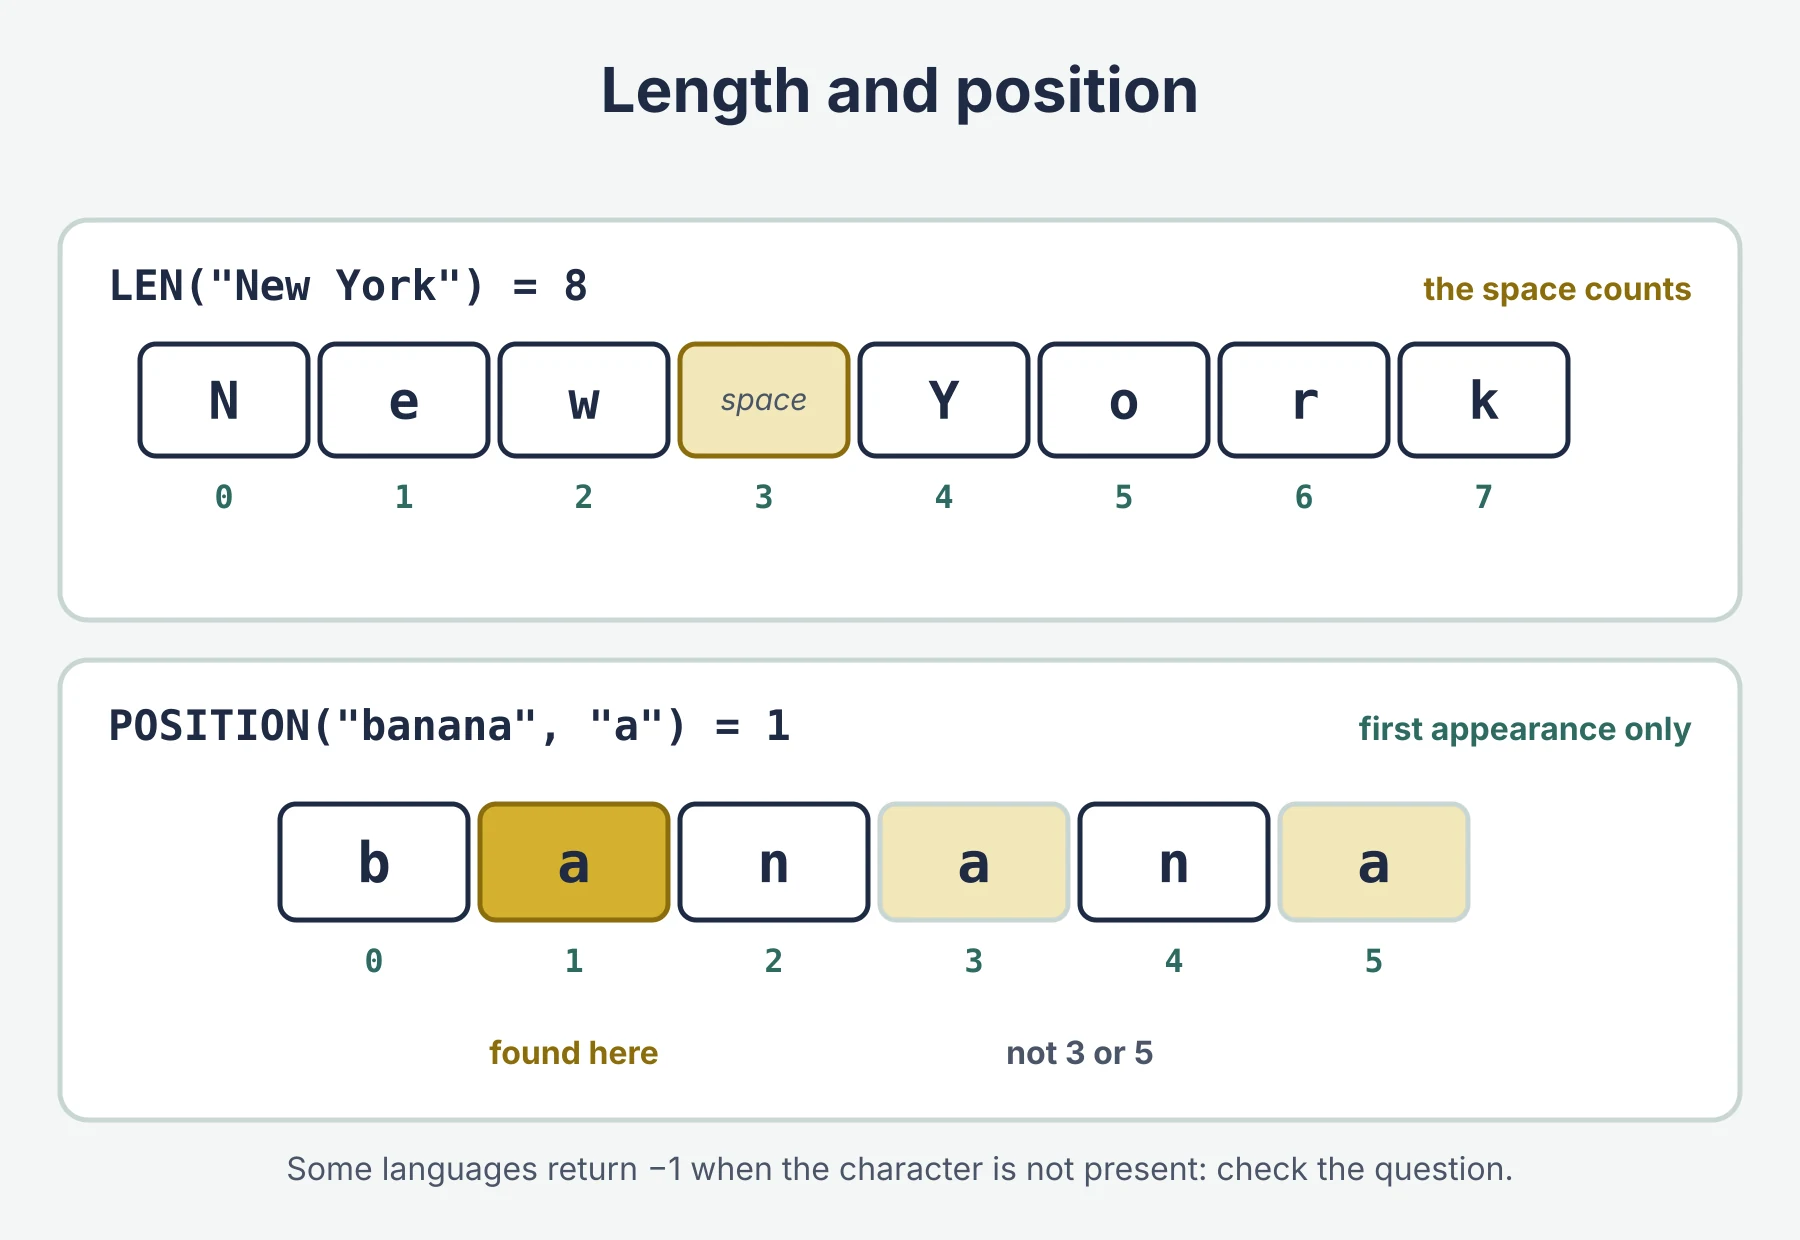 Length and position
LEN("New York") = 8
the space counts
N e w space Y o r k
0 1 2 3 4 5 6 7
POSITION("banana", "a") = 1
first appearance only
b a n a n a
0 1 2 3 4 5
found here
not 3 or 5
Some languages return −1 when the character is not present: check the question.